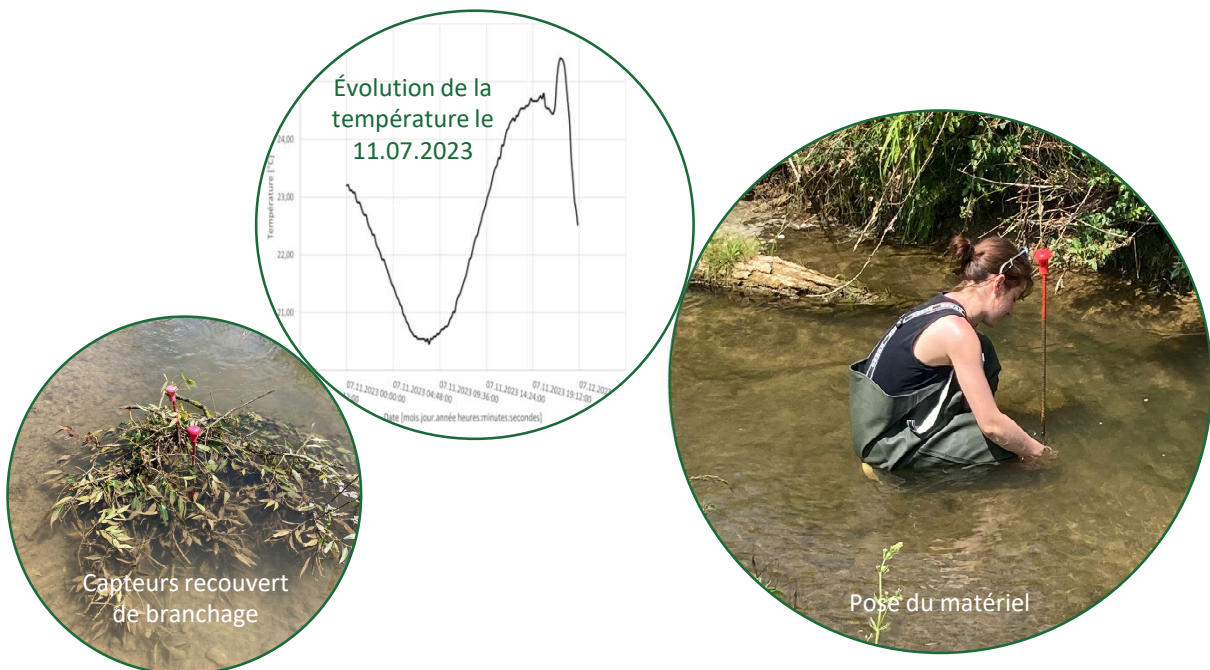 Évolution de la
température le
11.07.2023
24,00
23,00
22,00
21,00
Température [°C]
07.11.2023 00:00:00
07.11.2023 04:48:00
07.11.2023 09:36:00
07.11.2023 14:24:00
07.11.2023 19:12:00
07.12.2023
Date [mois.jour.année heures:minutes:secondes]
Capteurs recouvert
de branchage
Pose du matériel